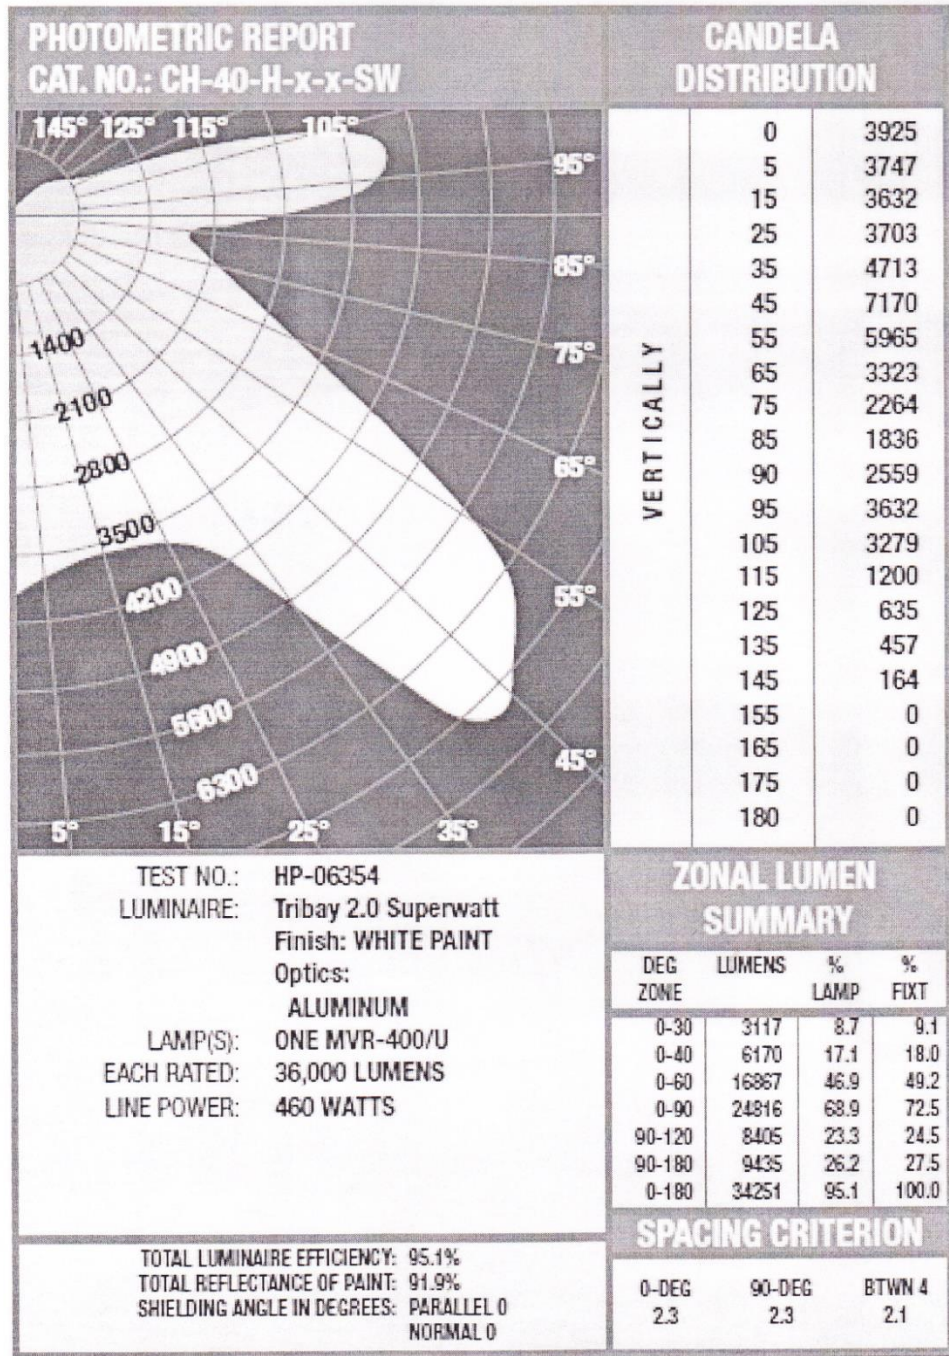 PHOTOMETRIC REPORT
CAT. NO.: CH-40-H-x-x-SW
145° 125° 115° 105°
95°
85°
75°
65°
55°
45°
1400
2100
2800
3500
4200
4900
5600
6300
5° 15° 25° 35°
CANDELA
DISTRIBUTION
VERTICALLY
0 3925
5 3747
15 3632
25 3703
35 4713
45 7170
55 5965
65 3323
75 2264
85 1836
90 2559
95 3632
105 3279
115 1200
125 635
135 457
145 164
155 0
165 0
175 0
180 0
TEST NO.: HP-06354
LUMINAIRE: Tribay 2.0 Superwatt
Finish: WHITE PAINT
Optics:
ALUMINUM
LAMP(S): ONE MVR-400/U
EACH RATED: 36,000 LUMENS
LINE POWER: 460 WATTS
ZONAL LUMEN
SUMMARY
DEG LUMENS % %
ZONE LAMP FIXT
0-30 3117 8.7 9.1
0-40 6170 17.1 18.0
0-60 16867 46.9 49.2
0-90 24816 68.9 72.5
90-120 8405 23.3 24.5
90-180 9435 26.2 27.5
0-180 34251 95.1 100.0
TOTAL LUMINAIRE EFFICIENCY: 95.1%
TOTAL REFLECTANCE OF PAINT: 91.9%
SHIELDING ANGLE IN DEGREES: PARALLEL 0
NORMAL 0
SPACING CRITERION
0-DEG 90-DEG BTWN 4
2.3 2.3 2.1